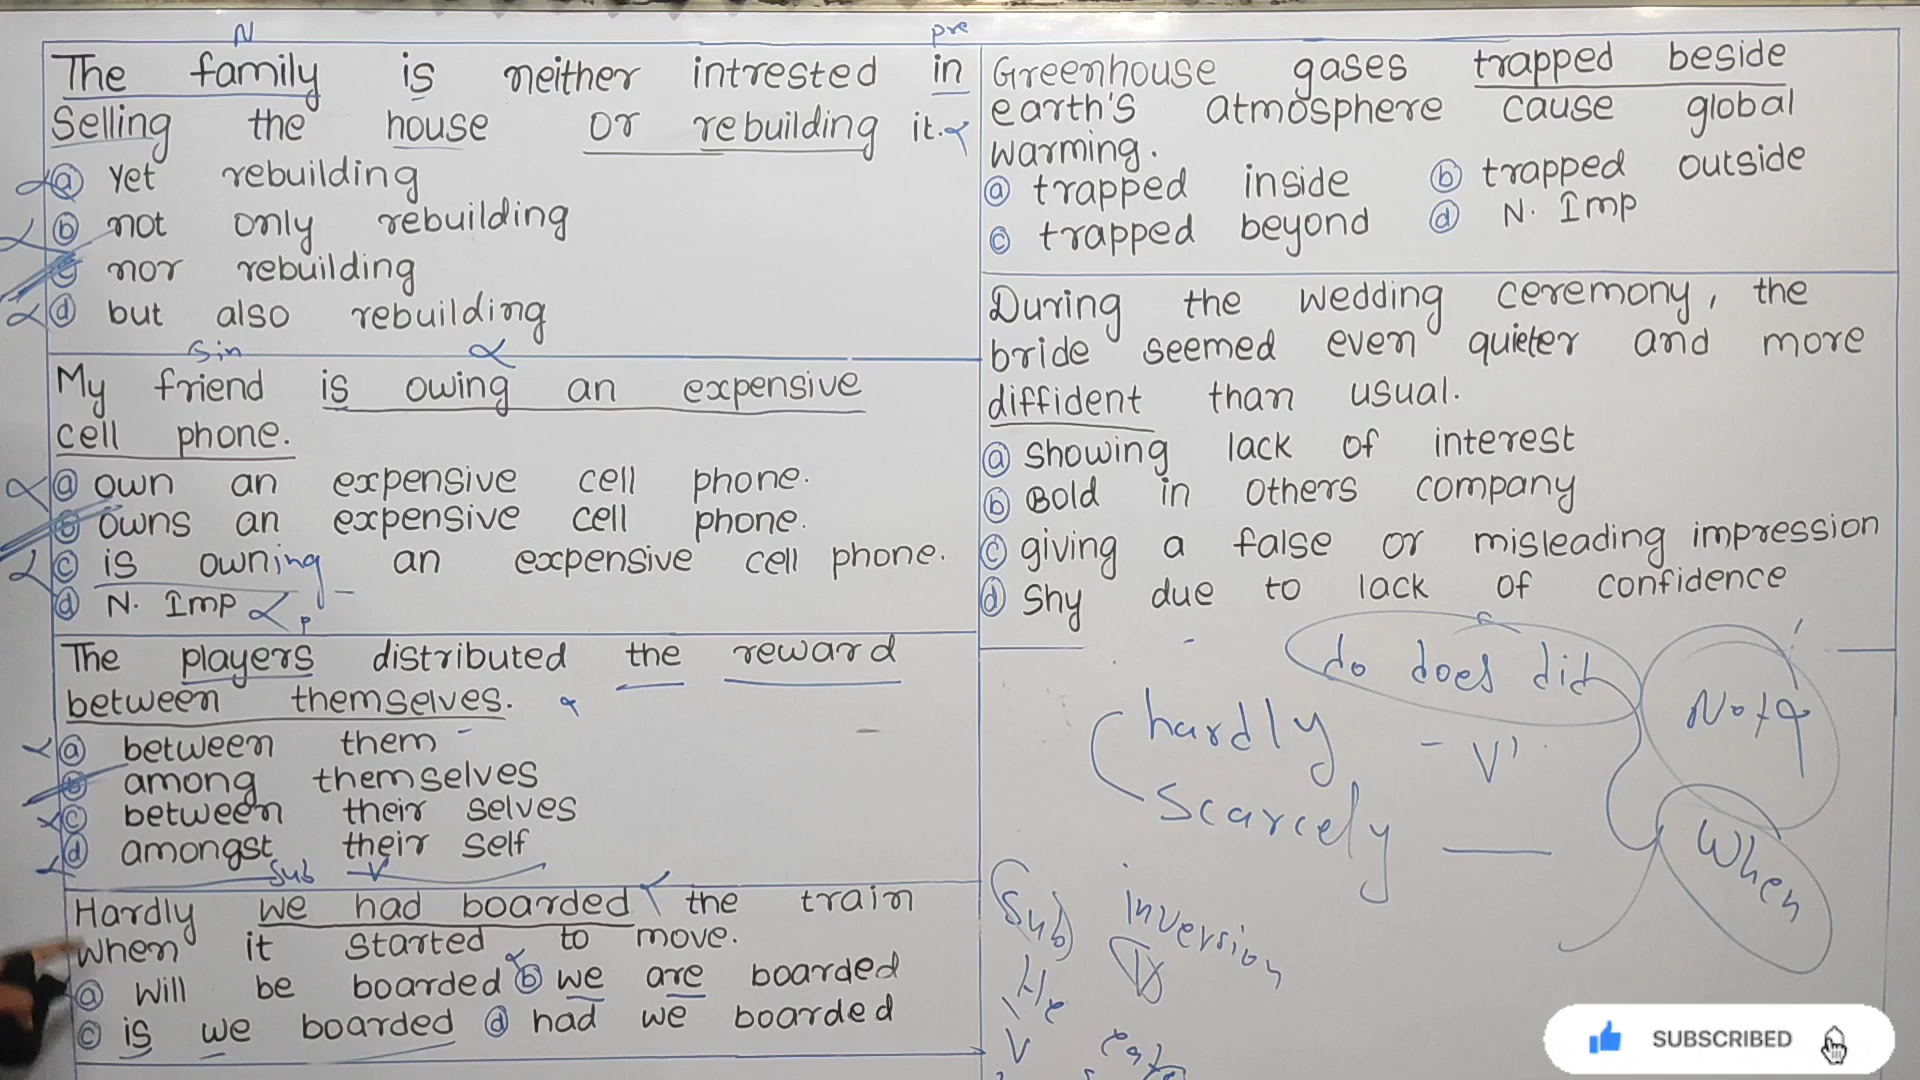 N
pre
The family is neither intrested in
Selling the house or rebuilding it.
ⓐ Yet rebuilding
ⓑ not only rebuilding
ⓒ nor rebuilding
ⓓ but also rebuilding
Sin
My friend is owing an expensive
cell phone.
ⓐ own an expensive cell phone.
ⓑ owns an expensive cell phone.
ⓒ is owning an expensive cell phone.
ⓓ N. Imp
P
The players distributed the reward
between themselves.
ⓐ between them
ⓑ among themselves
ⓒ between their selves
ⓓ amongst their self
Sub V
Hardly we had boarded the train
when it started to move.
ⓐ will be boarded ⓑ we are boarded
ⓒ is we boarded ⓓ had we boarded
Greenhouse gases trapped beside
earth's atmosphere cause global
warming.
ⓐ trapped inside ⓑ trapped outside
ⓒ trapped beyond ⓓ N. Imp
During the wedding ceremony, the
bride seemed even quieter and more
diffident than usual.
ⓐ Showing lack of interest
ⓑ Bold in others company
ⓒ giving a false or misleading impression
ⓓ Shy due to lack of confidence
do does did
hardly - V'
Scarcely
When
Sub inversion
He
V
SUBSCRIBED